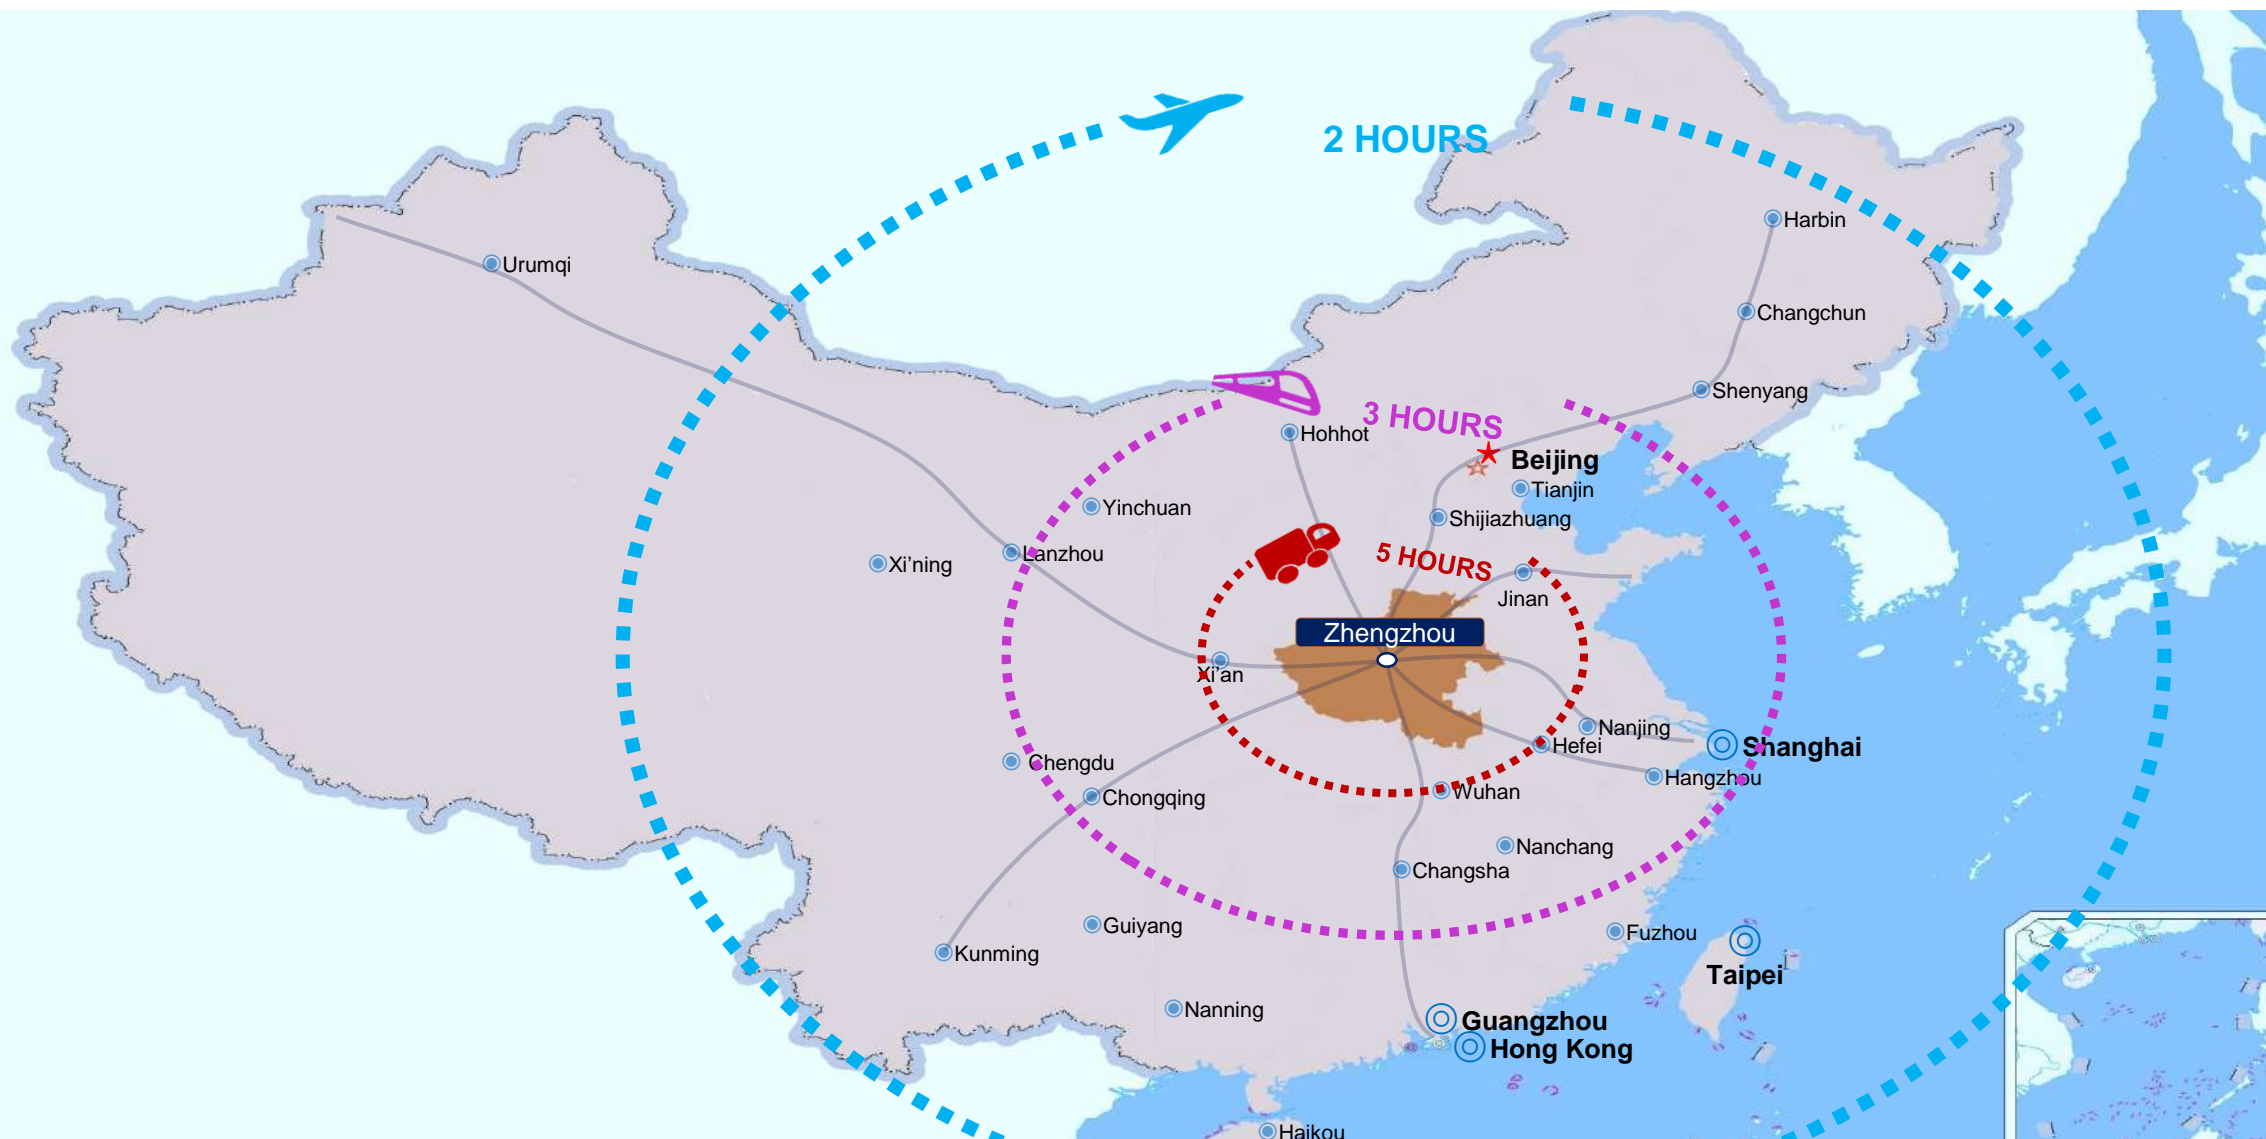 2 HOURS
Harbin
Urumqi
Changchun
Shenyang
3 HOURS
Hohhot
Beijing
Tianjin
Yinchuan
Shijiazhuang
Lanzhou
Xi'ning
5 HOURS
Jinan
Zhengzhou
Xi'an
Nanjing
Hefei
Shanghai
Chengdu
Hangzhou
Chongqing
Wuhan
Nanchang
Changsha
Guiyang
Fuzhou
Kunming
Taipei
Nanning
Guangzhou
Hong Kong
Haikou